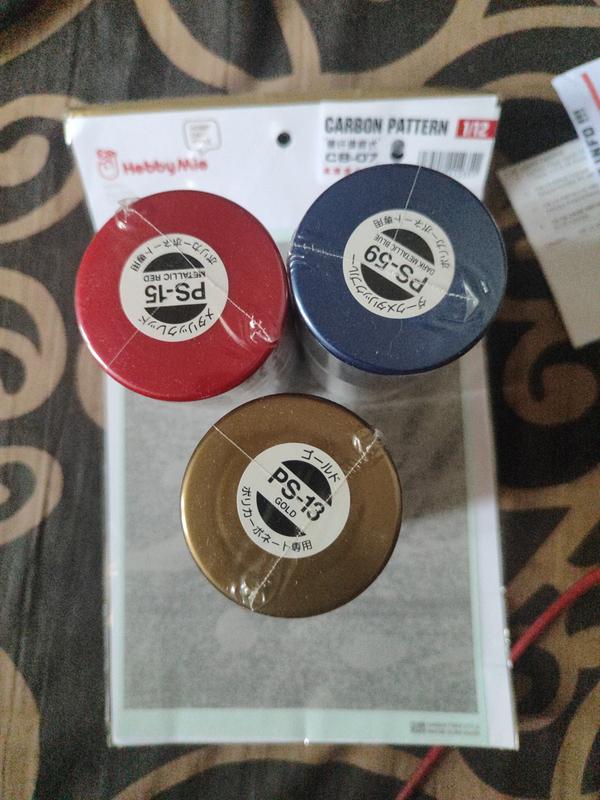 CARBON PATTERN 1/12
HobbyMio
CB-07
ポリカーボネート専用
METALLIC RED
PS-15
メタリックレッド
ポリカーボネート専用
DARK METALLIC BLUE
PS-59
ダークメタリックブルー
ゴールド
PS-13
GOLD
ポリカーボネート専用